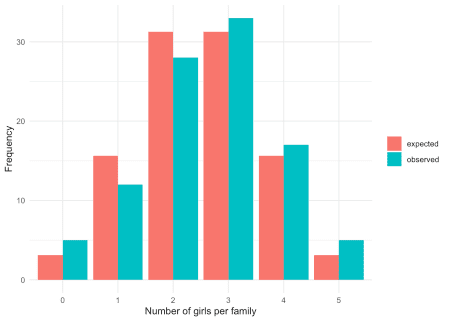 30
20
10
0
Frequency
0 1 2 3 4 5
Number of girls per family
expected
observed